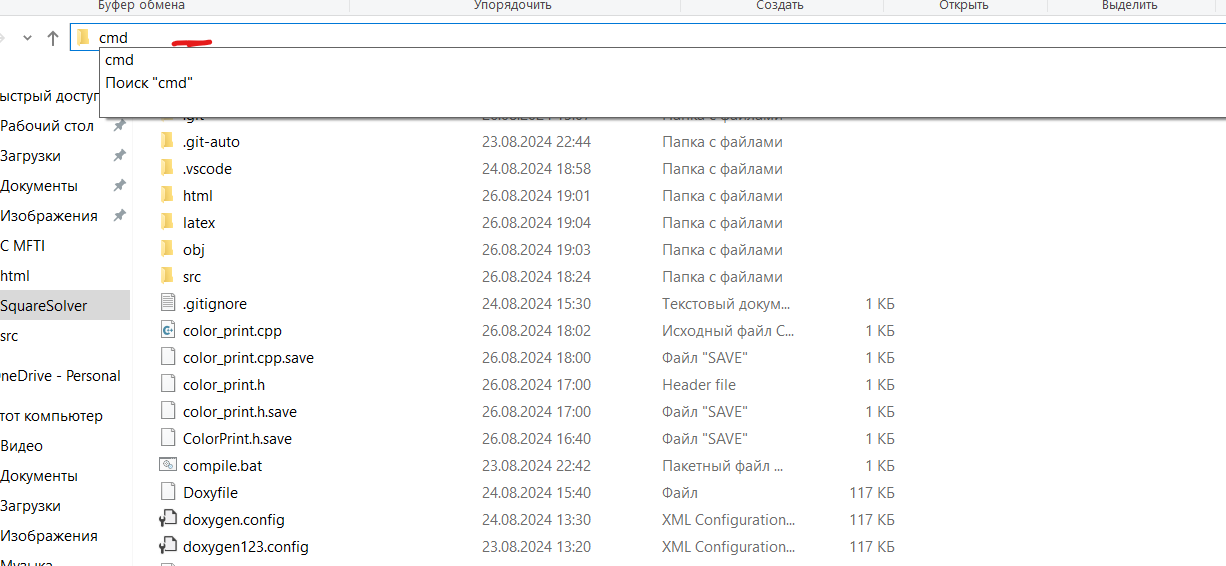 Буфер обмена Упорядочить Создать Открыть Выделить
cmd
cmd
Поиск "cmd"
ыстрый доступ
Рабочий стол
Загрузки
Документы
Изображения
C MFTI
html
SquareSolver
src
neDrive - Personal
тот компьютер
Видео
Документы
Загрузки
Изображения
Музыка
.git 26.08.2024 Папка с файлами
.git-auto 23.08.2024 22:44 Папка с файлами
.vscode 24.08.2024 18:58 Папка с файлами
html 26.08.2024 19:01 Папка с файлами
latex 26.08.2024 19:04 Папка с файлами
obj 26.08.2024 19:03 Папка с файлами
src 26.08.2024 18:24 Папка с файлами
.gitignore 24.08.2024 15:30 Текстовый докум... 1 КБ
color_print.cpp 26.08.2024 18:02 Исходный файл C... 1 КБ
color_print.cpp.save 26.08.2024 18:00 Файл "SAVE" 1 КБ
color_print.h 26.08.2024 17:00 Header file 1 КБ
color_print.h.save 26.08.2024 17:00 Файл "SAVE" 1 КБ
ColorPrint.h.save 26.08.2024 16:40 Файл "SAVE" 1 КБ
compile.bat 23.08.2024 22:42 Пакетный файл ... 1 КБ
Doxyfile 24.08.2024 15:40 Файл 117 КБ
doxygen.config 24.08.2024 13:30 XML Configuration... 117 КБ
doxygen123.config 23.08.2024 13:20 XML Configuration... 117 КБ